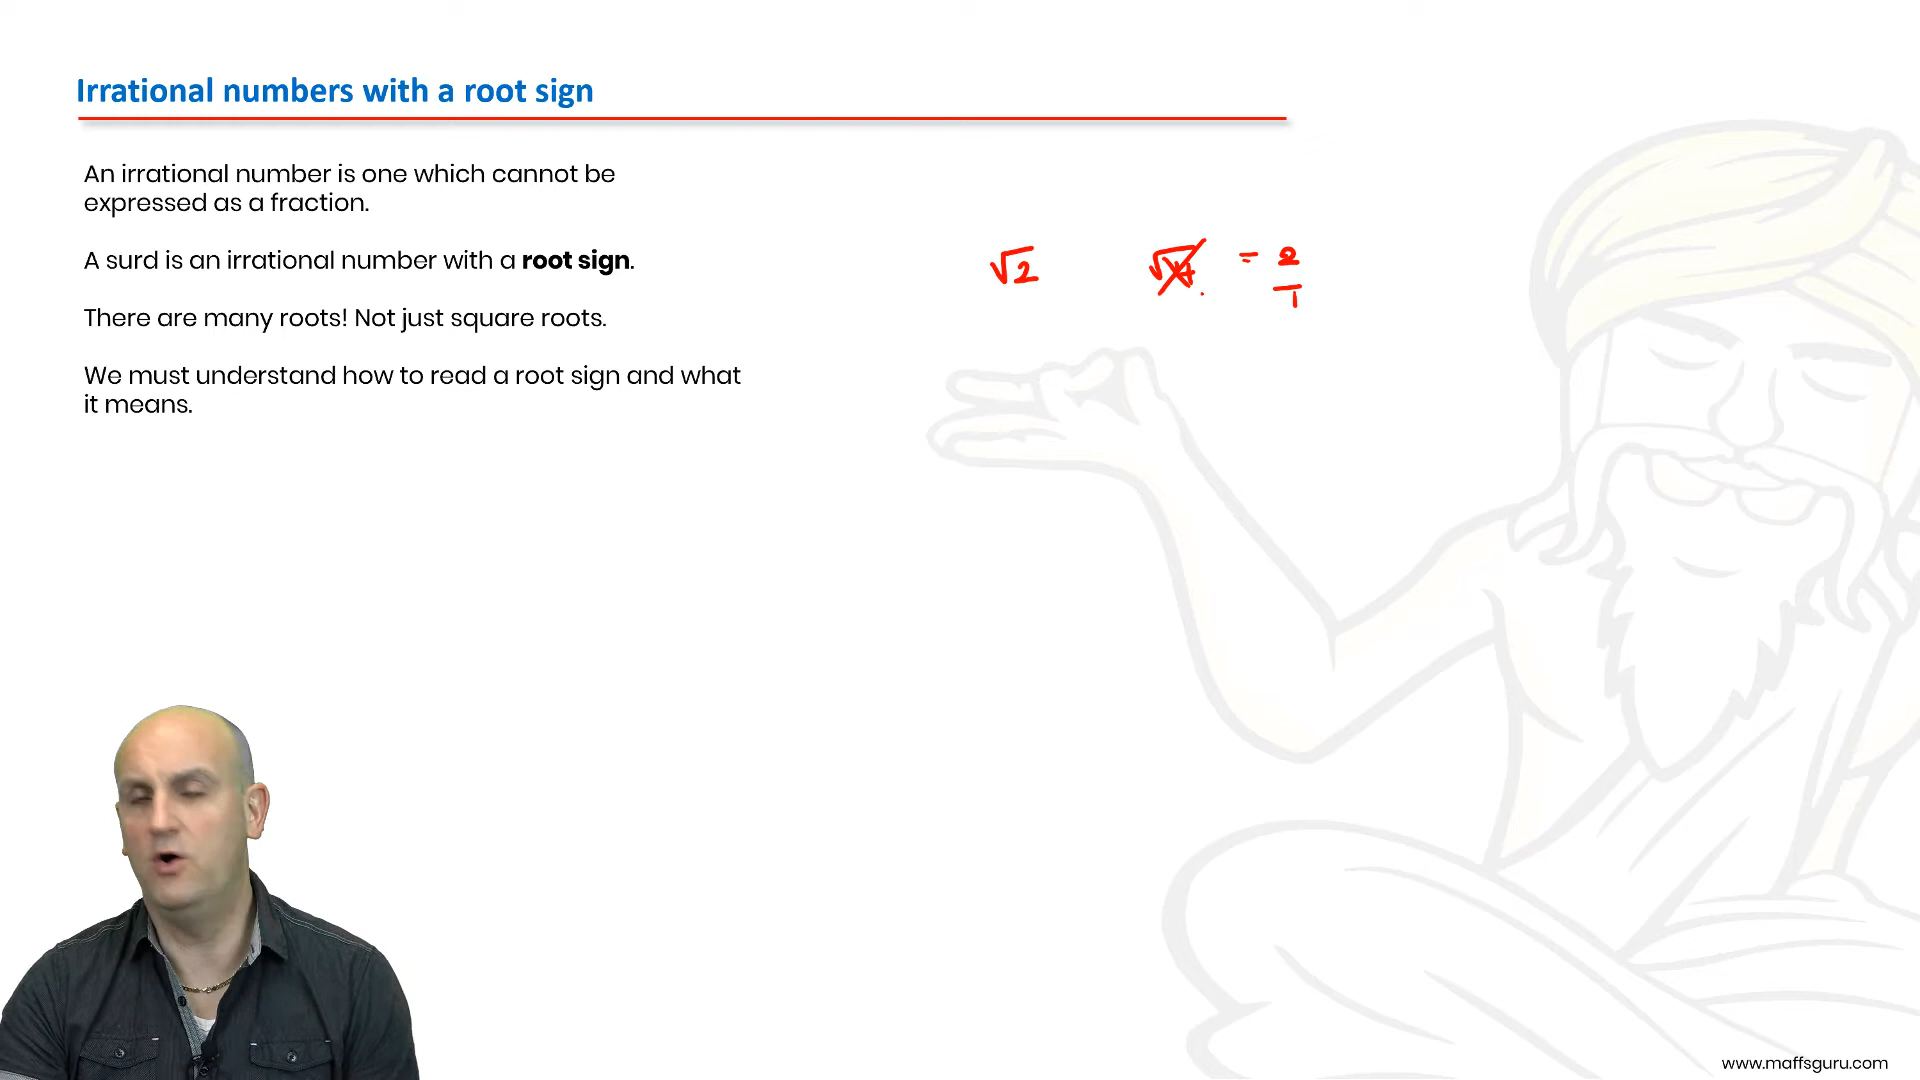 Irrational numbers with a root sign
An irrational number is one which cannot be
expressed as a fraction.
A surd is an irrational number with a root sign.
√2 √4 = 2/1
There are many roots! Not just square roots.
We must understand how to read a root sign and what
it means.
www.maffsguru.com